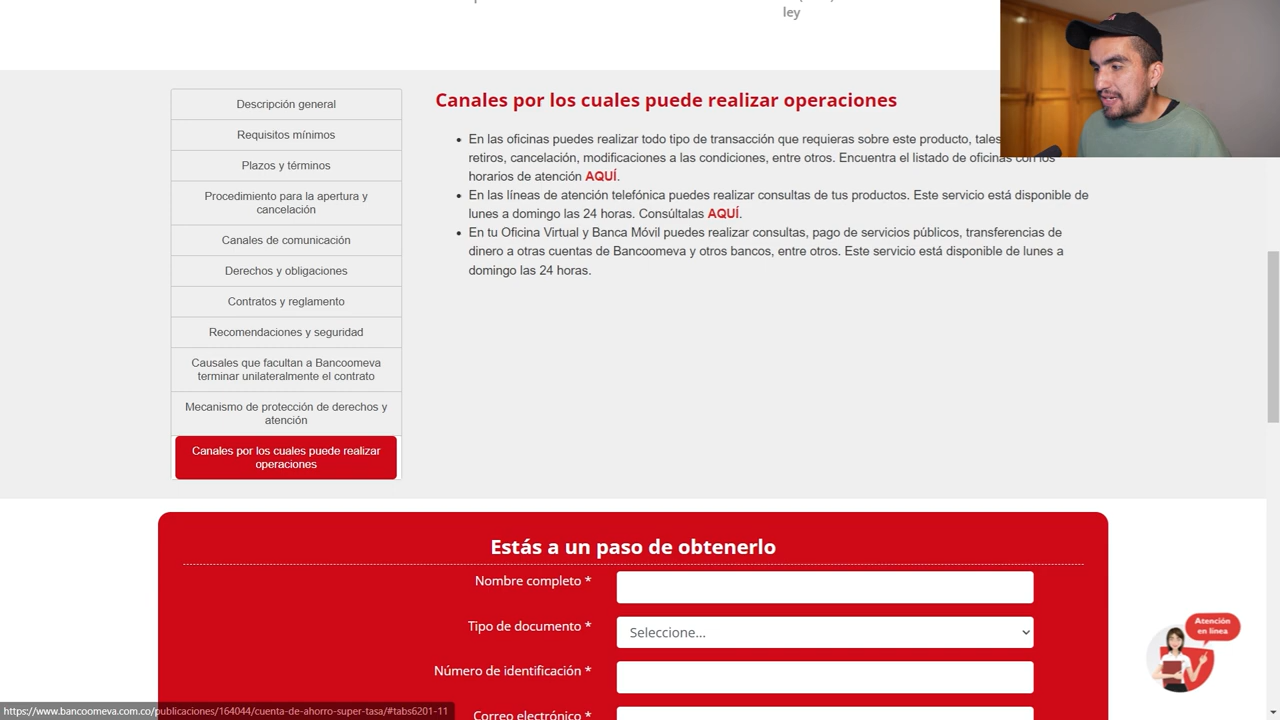 ley
Descripción general
Requisitos mínimos
Plazos y términos
Procedimiento para la apertura y
cancelación
Canales de comunicación
Derechos y obligaciones
Contratos y reglamento
Recomendaciones y seguridad
Causales que facultan a Bancoomeva
terminar unilateralmente el contrato
Mecanismo de protección de derechos y
atención
Canales por los cuales puede realizar
operaciones
Canales por los cuales puede realizar operaciones
• En las oficinas puedes realizar todo tipo de transacción que requieras sobre este producto, tales
retiros, cancelación, modificaciones a las condiciones, entre otros. Encuentra el listado de oficinas con los
horarios de atención AQUÍ.
• En las líneas de atención telefónica puedes realizar consultas de tus productos. Este servicio está disponible de
lunes a domingo las 24 horas. Consúltalas AQUÍ.
• En tu Oficina Virtual y Banca Móvil puedes realizar consultas, pago de servicios públicos, transferencias de
dinero a otras cuentas de Bancoomeva y otros bancos, entre otros. Este servicio está disponible de lunes a
domingo las 24 horas.
Estás a un paso de obtenerlo
Nombre completo *
Tipo de documento *
Seleccione...
Número de identificación *
Correo electrónico *
Atención
en línea
https://www.bancoomeva.com.co/publicaciones/164044/cuenta-de-ahorro-super-tasa/#tabs6201-11